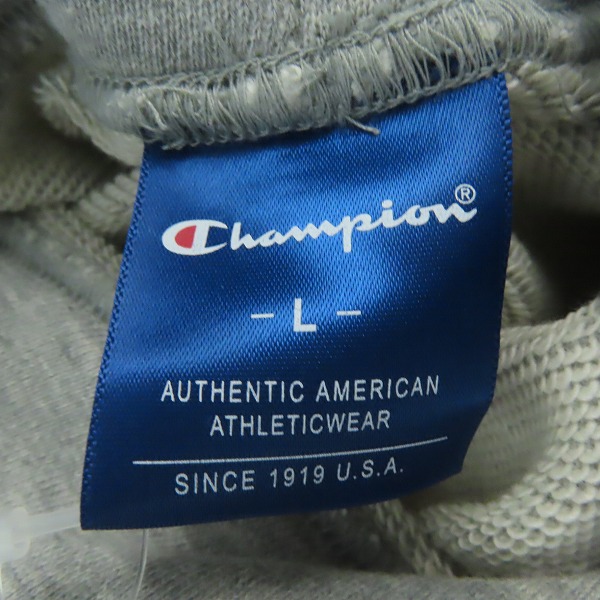 Champion®
- L -
AUTHENTIC AMERICAN
ATHLETICWEAR
SINCE 1919 U.S.A.